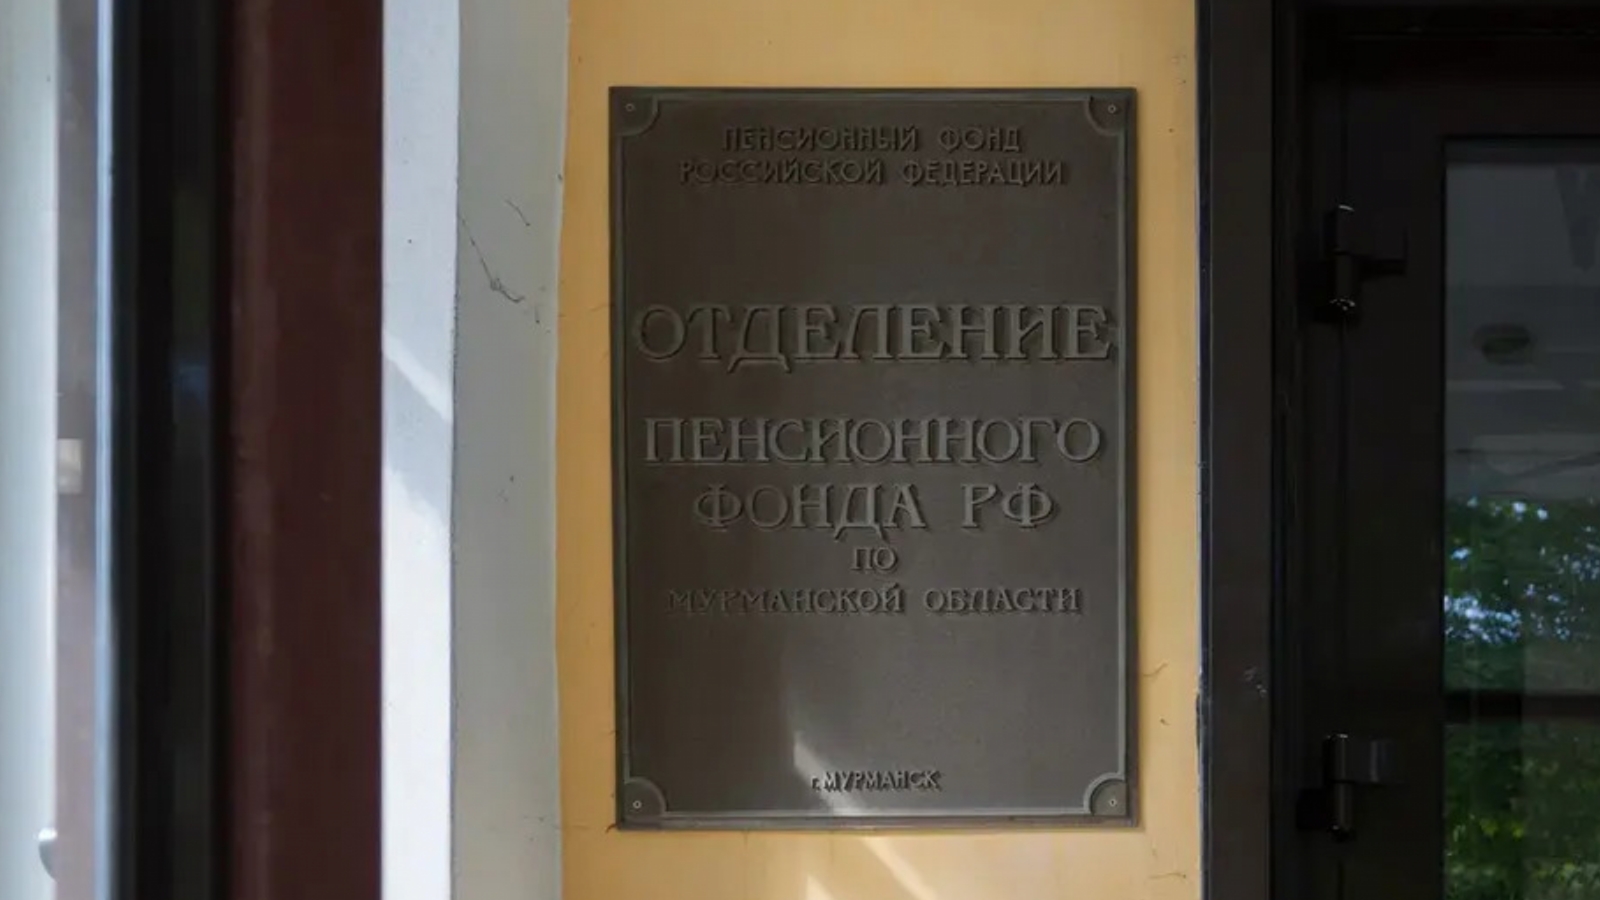 ПЕНСИОННЫЙ ФОНД
РОССИЙСКОЙ ФЕДЕРАЦИИ
ОТДЕЛЕНИЕ
ПЕНСИОННОГО
ФОНДА РФ
ПО
МУРМАНСКОЙ ОБЛАСТИ
г. МУРМАНСК